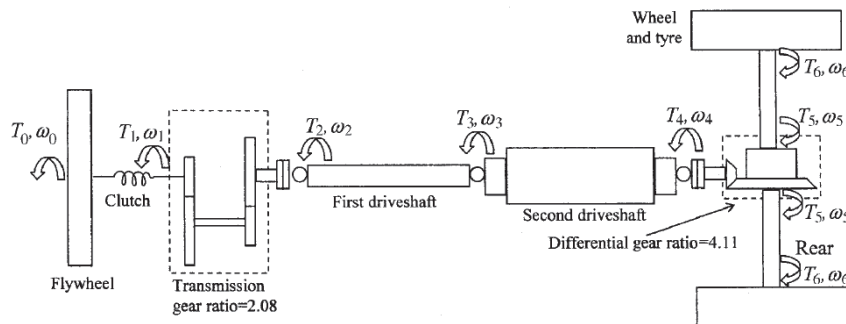 Wheel
and tyre
T₆, ω₆
T₀, ω₀
T₁, ω₁
T₂, ω₂
T₃, ω₃
T₄, ω₄
T₅, ω₅
Clutch
First driveshaft
Second driveshaft
T₅, ω₅
Differential gear ratio=4.11
Rear
Flywheel
Transmission
gear ratio=2.08
T₆, ω₆